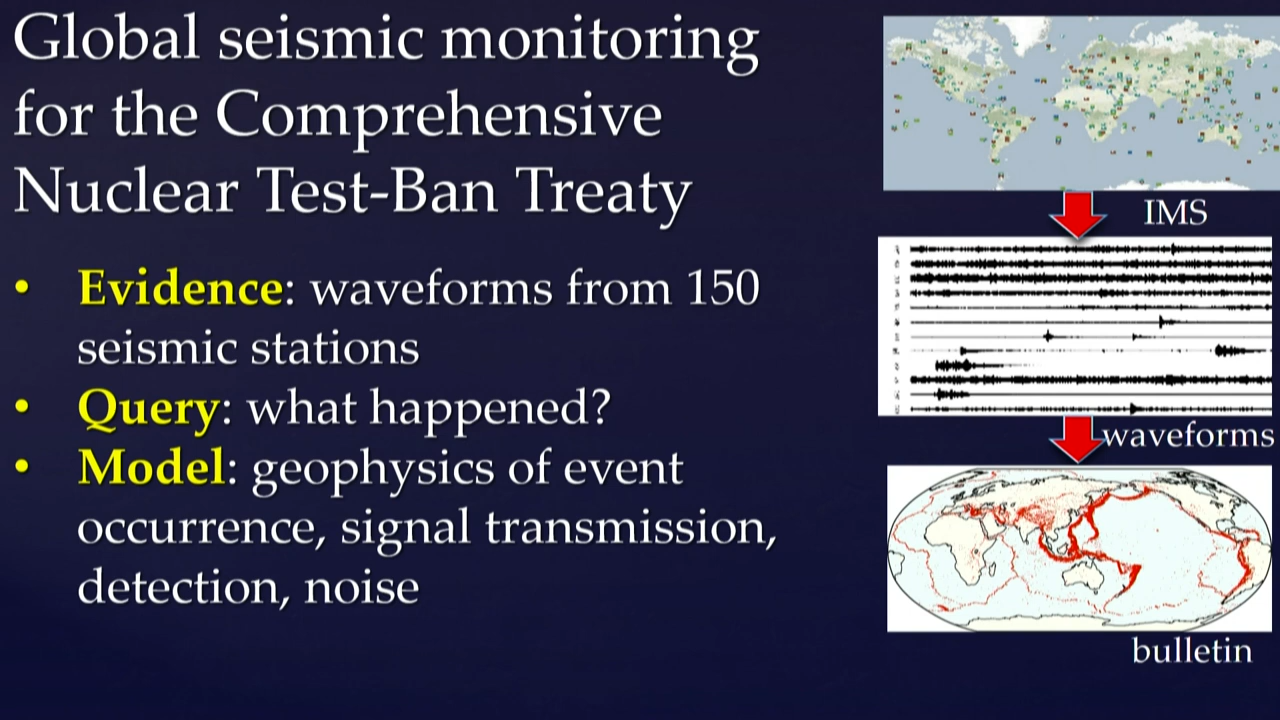 Global seismic monitoring
for the Comprehensive
Nuclear Test-Ban Treaty
• Evidence: waveforms from 150
seismic stations
• Query: what happened?
• Model: geophysics of event
occurrence, signal transmission,
detection, noise
IMS
waveforms
bulletin